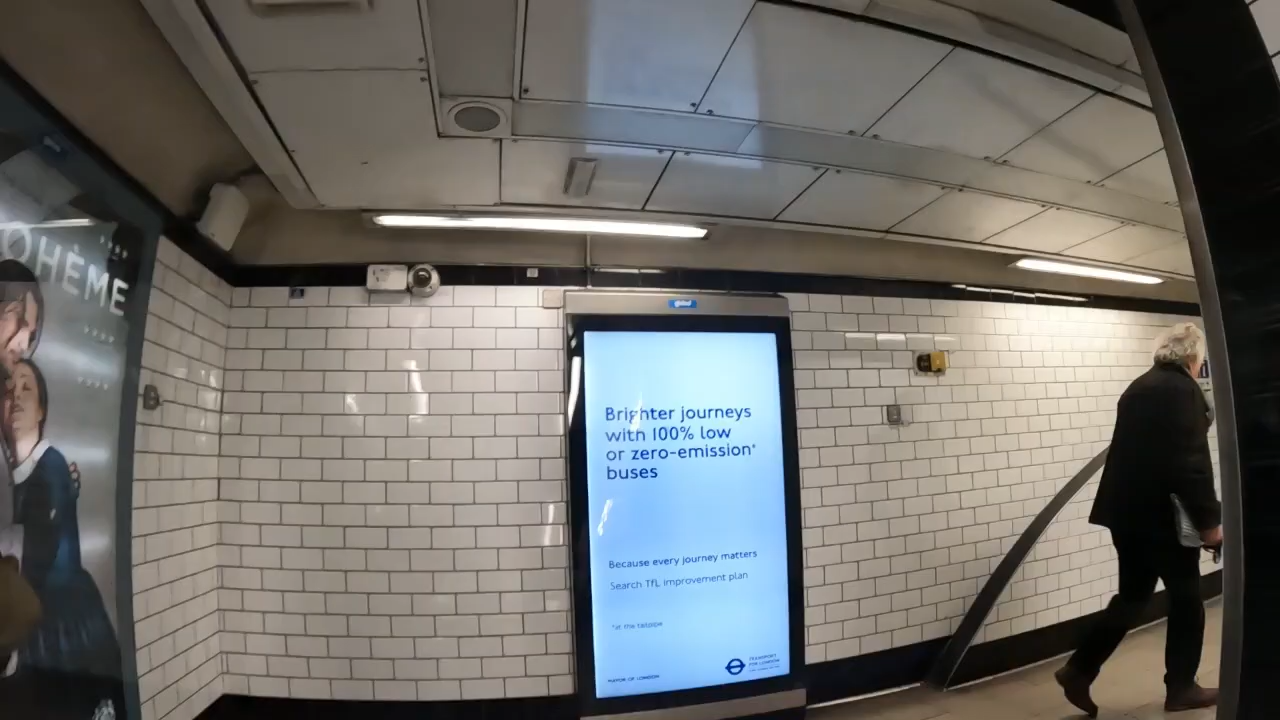 OHÈME
global
Brighter journeys
with 100% low
or zero-emission*
buses
Because every journey matters
Search TfL improvement plan
*at the tailpipe
MAYOR OF LONDON
TRANSPORT
FOR LONDON